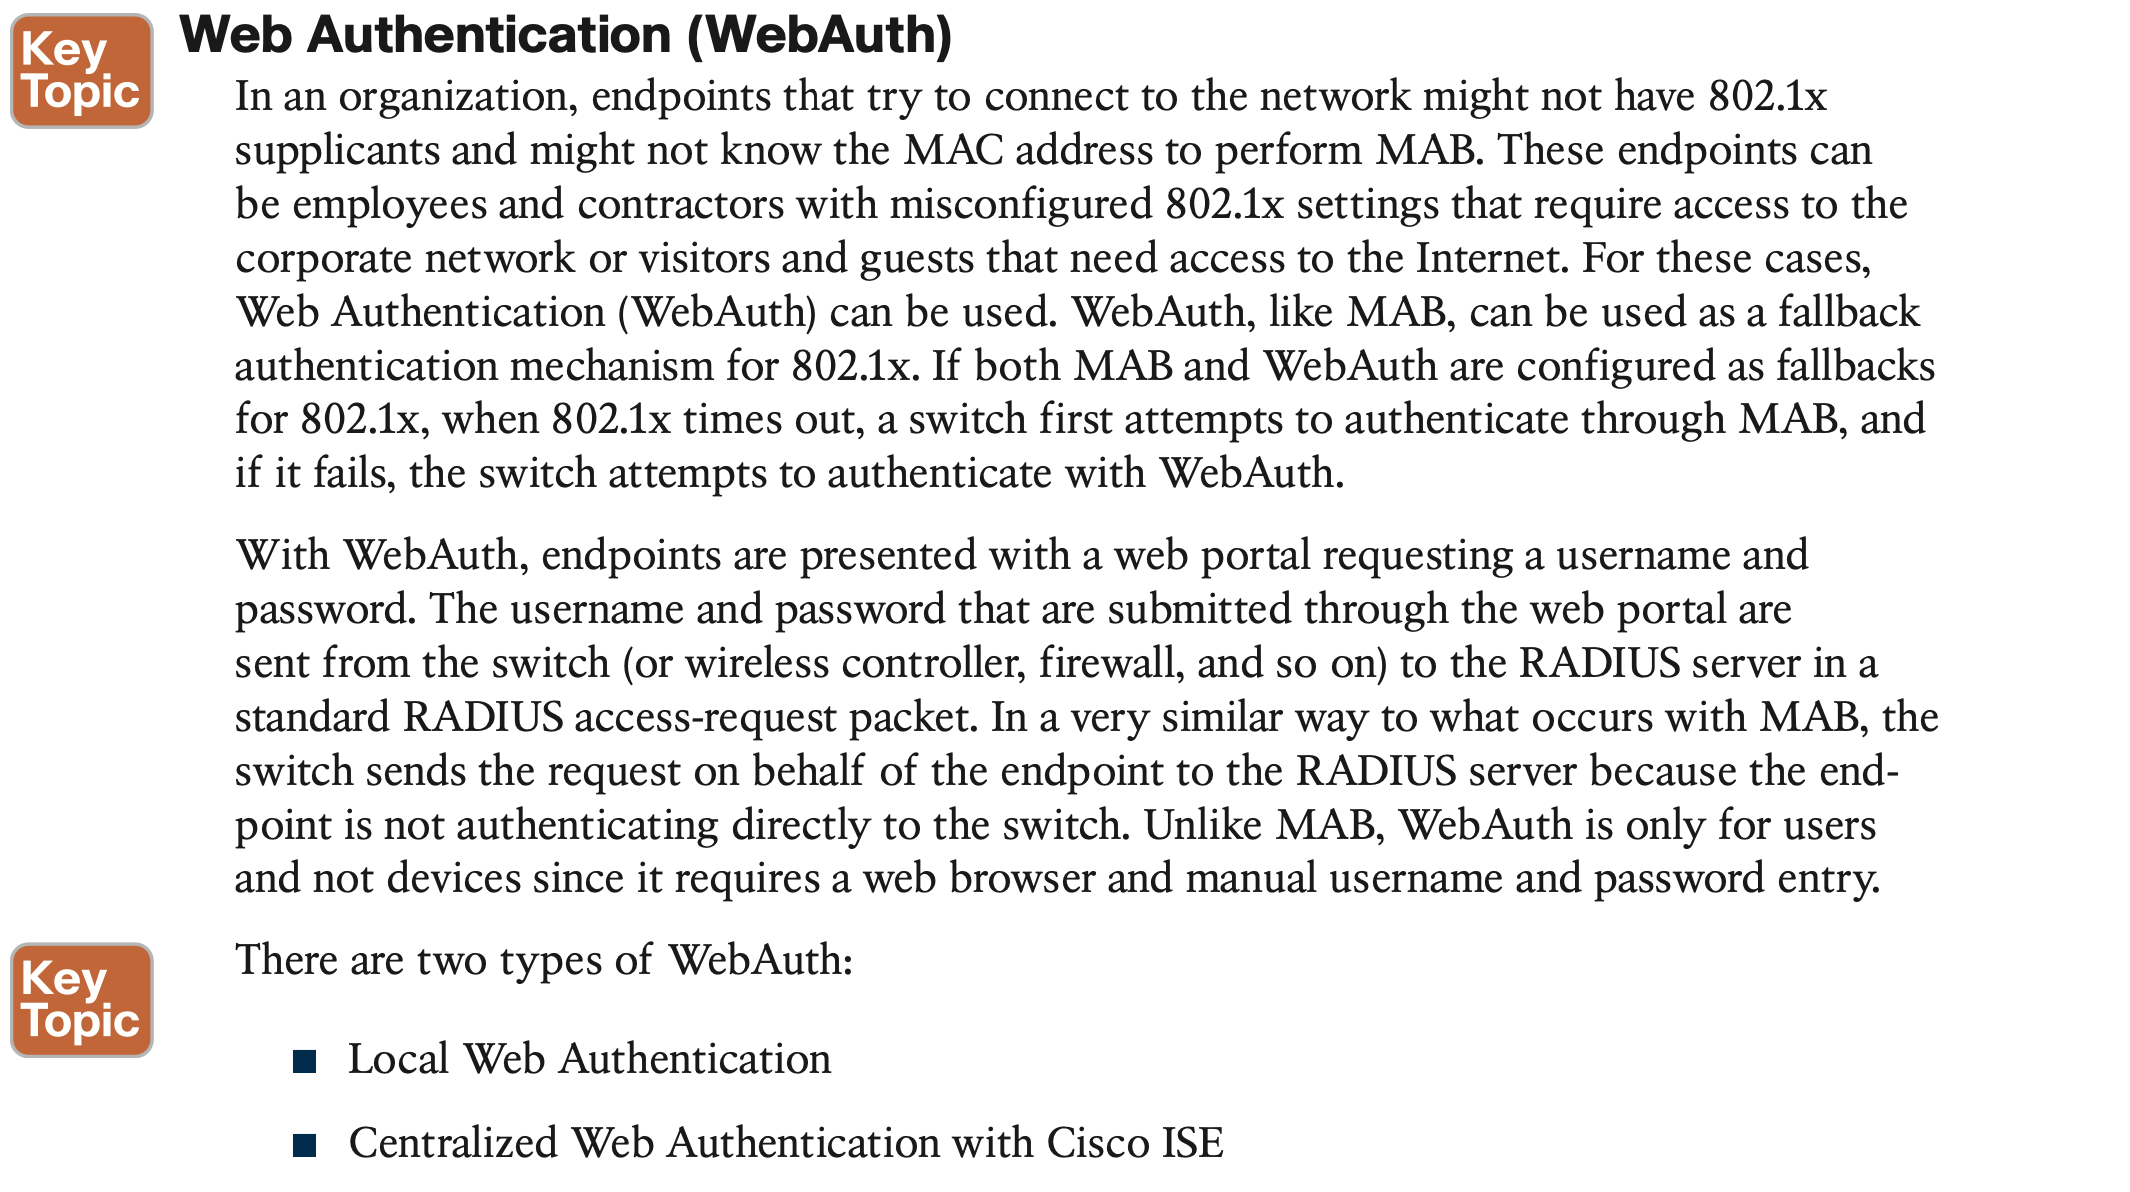 Key
Topic
Web Authentication (WebAuth)
In an organization, endpoints that try to connect to the network might not have 802.1x
supplicants and might not know the MAC address to perform MAB. These endpoints can
be employees and contractors with misconfigured 802.1x settings that require access to the
corporate network or visitors and guests that need access to the Internet. For these cases,
Web Authentication (WebAuth) can be used. WebAuth, like MAB, can be used as a fallback
authentication mechanism for 802.1x. If both MAB and WebAuth are configured as fallbacks
for 802.1x, when 802.1x times out, a switch first attempts to authenticate through MAB, and
if it fails, the switch attempts to authenticate with WebAuth.
With WebAuth, endpoints are presented with a web portal requesting a username and
password. The username and password that are submitted through the web portal are
sent from the switch (or wireless controller, firewall, and so on) to the RADIUS server in a
standard RADIUS access-request packet. In a very similar way to what occurs with MAB, the
switch sends the request on behalf of the endpoint to the RADIUS server because the end-
point is not authenticating directly to the switch. Unlike MAB, WebAuth is only for users
and not devices since it requires a web browser and manual username and password entry.
Key
Topic
There are two types of WebAuth:
■ Local Web Authentication
■ Centralized Web Authentication with Cisco ISE